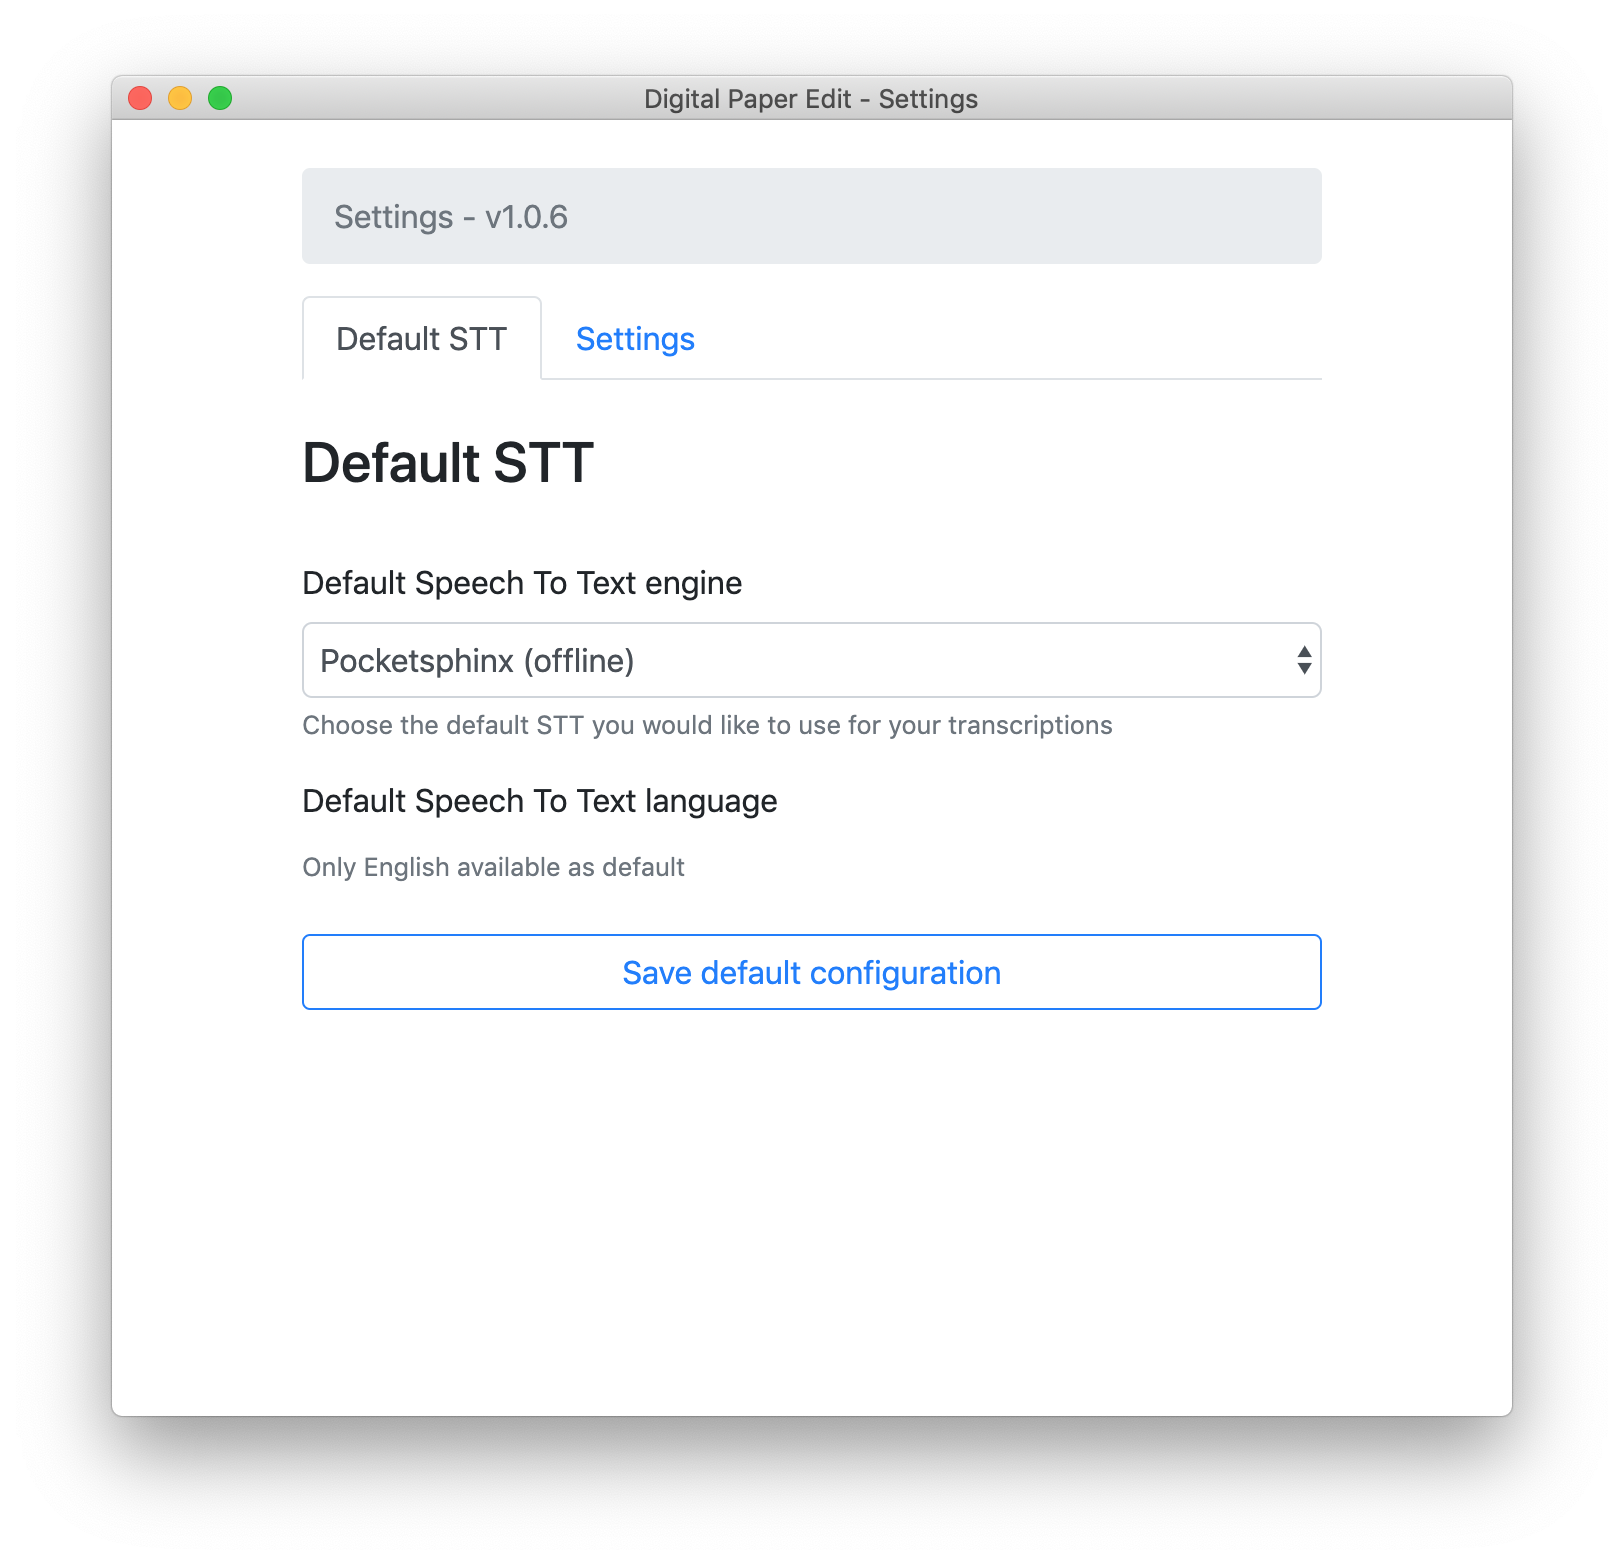 Digital Paper Edit - Settings
Settings - v1.0.6
Default STT
Settings
Default STT
Default Speech To Text engine
Pocketsphinx (offline)
Choose the default STT you would like to use for your transcriptions
Default Speech To Text language
Only English available as default
Save default configuration